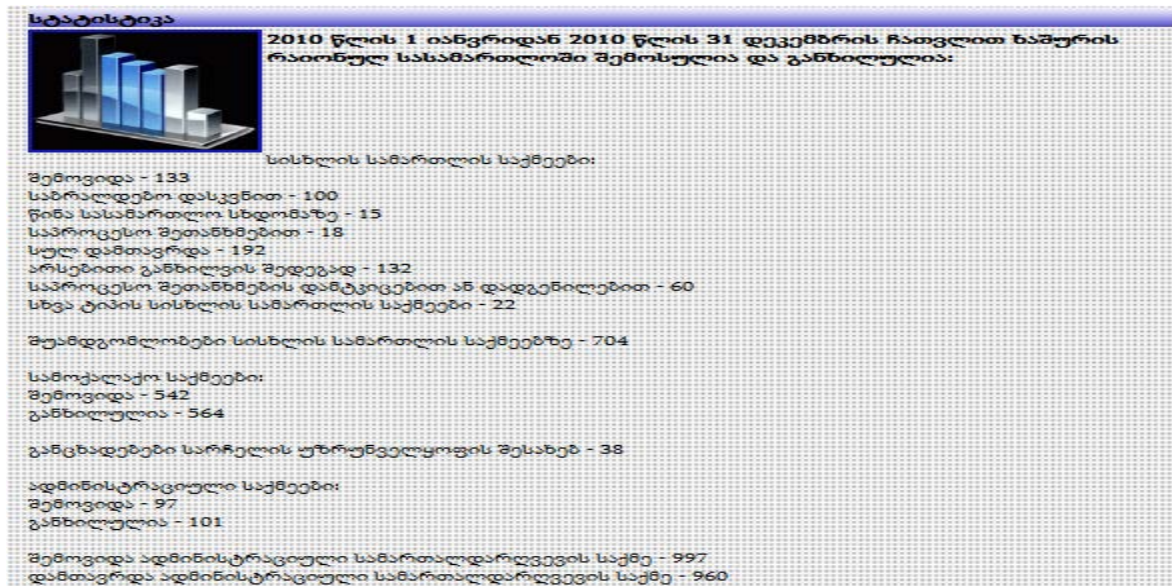 სტატისტიკა
2010 წლის 1 იანვრიდან 2010 წლის 31 დეკემბრის ჩათვლით ხაშურის
რაიონულ სასამართლოში შემოსულია და განხილულია:
სისხლის სამართლის საქმეები:
შემოვიდა - 133
საბრალდებო დასკვნით - 100
წინა სასამართლო სხდომაზე - 15
საპროცესო შეთანხმებით - 18
სულ დამთავრდა - 192
არსებითი განხილვის შედეგად - 132
საპროცესო შეთანხმების დამტკიცებით ან დადგენილებით - 60
სხვა ტიპის სისხლის სამართლის საქმეები - 22
შუამდგომლობები სისხლის სამართლის საქმეებზე - 704
სამოქალაქო საქმეები:
შემოვიდა - 542
განხილულია - 564
განცხადებები სარჩელის უზრუნველყოფის შესახებ - 38
ადმინისტრაციული საქმეები:
შემოვიდა - 97
განხილულია - 101
შემოვიდა ადმინისტრაციული სამართალდარღვევის საქმე - 997
დამთავრდა ადმინისტრაციული სამართალდარღვევის საქმე - 960